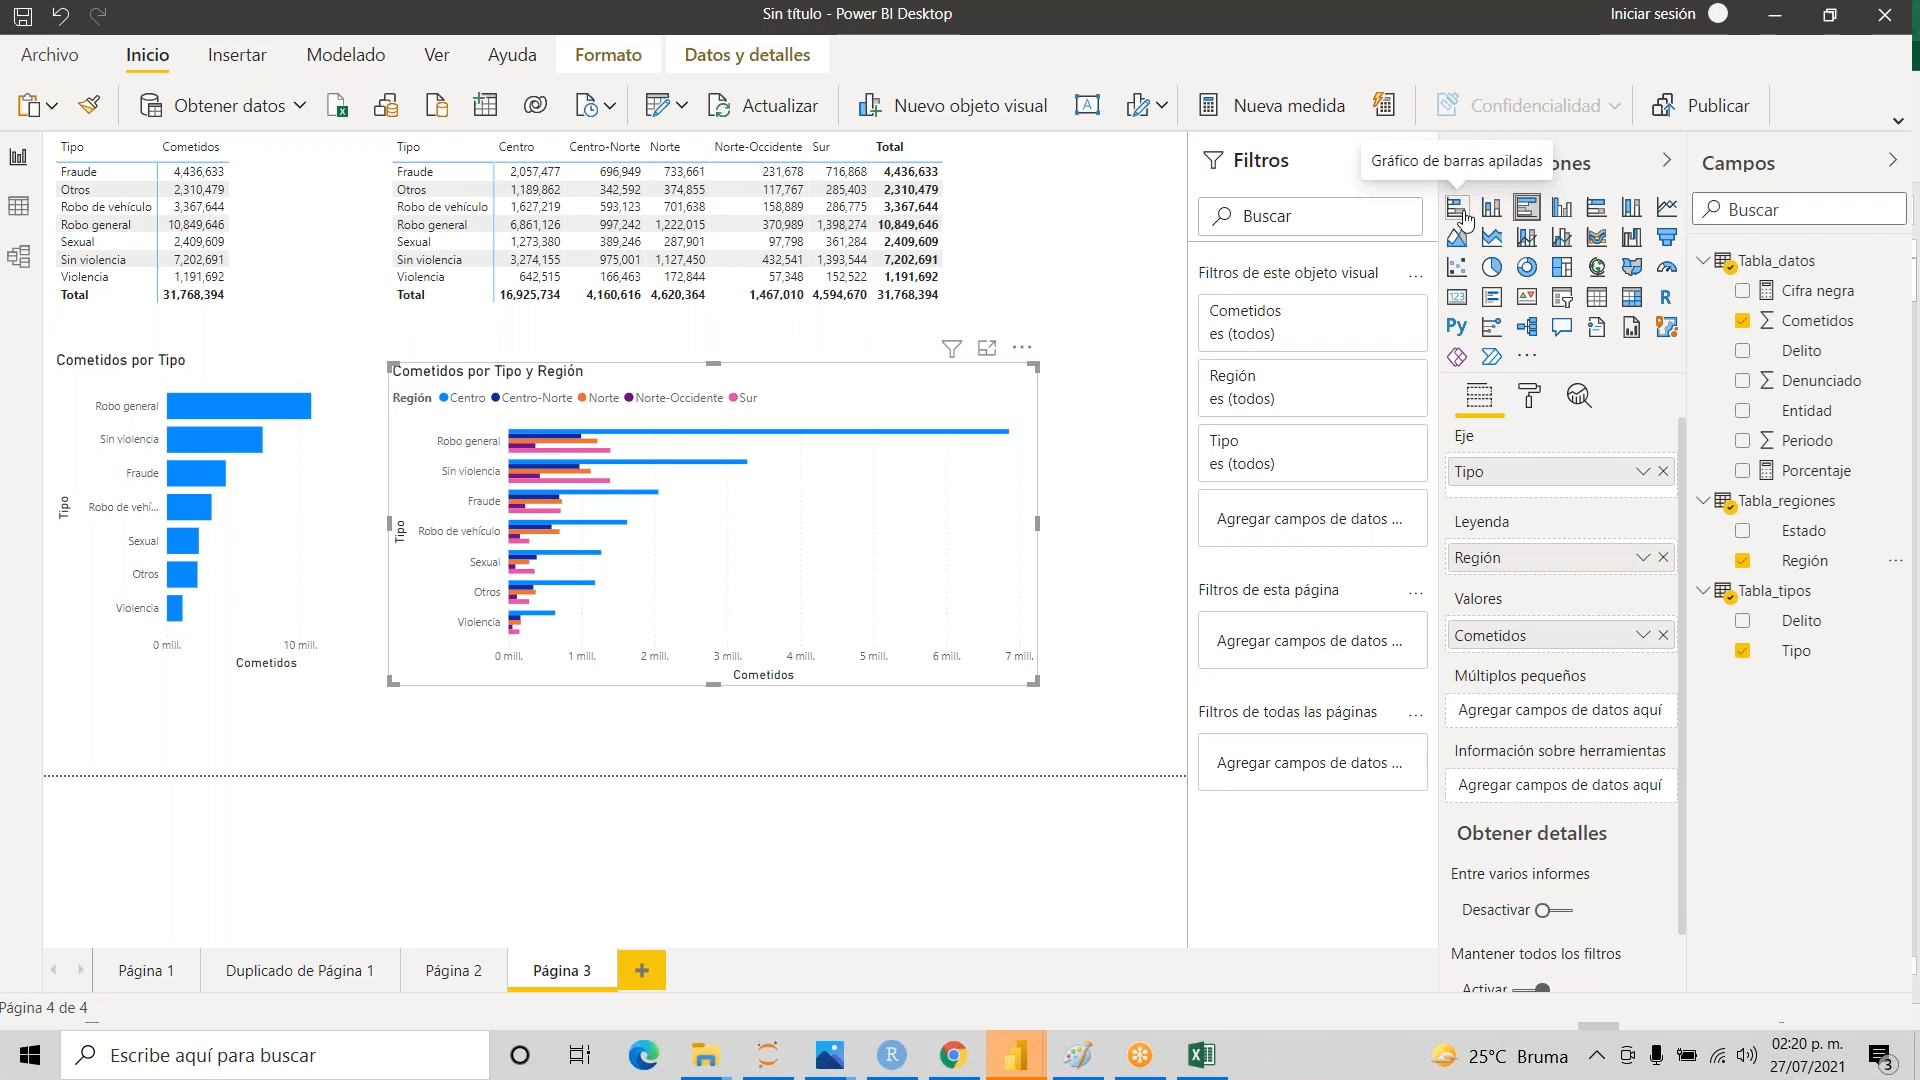 Sin título - Power BI Desktop
Iniciar sesión
Archivo Inicio Insertar Modelado Ver Ayuda Formato Datos y detalles
Obtener datos Actualizar Nuevo objeto visual Nueva medida Confidencialidad Publicar
Tipo Cometidos
Fraude 4,436,633
Otros 2,310,479
Robo de vehículo 3,367,644
Robo general 10,849,646
Sexual 2,409,609
Sin violencia 7,202,691
Violencia 1,191,692
Total 31,768,394
Tipo Centro Centro-Norte Norte Norte-Occidente Sur Total
Fraude 2,057,477 696,949 733,661 231,678 716,868 4,436,633
Otros 1,189,862 342,592 374,855 117,767 285,403 2,310,479
Robo de vehículo 1,627,219 593,123 701,638 158,889 286,775 3,367,644
Robo general 6,861,126 997,242 1,222,015 370,989 1,398,274 10,849,646
Sexual 1,273,380 389,246 287,901 97,798 361,284 2,409,609
Sin violencia 3,274,155 975,001 1,127,450 432,541 1,393,544 7,202,691
Violencia 642,515 166,463 172,844 57,348 152,522 1,191,692
Total 16,925,734 4,160,616 4,620,364 1,467,010 4,594,670 31,768,394
Cometidos por Tipo
Tipo
Robo general
Sin violencia
Fraude
Robo de vehí...
Sexual
Otros
Violencia
0 mill. 10 mill.
Cometidos
Cometidos por Tipo y Región
Región Centro Centro-Norte Norte Norte-Occidente Sur
Tipo
Robo general
Sin violencia
Fraude
Robo de vehículo
Sexual
Otros
Violencia
0 mill. 1 mill. 2 mill. 3 mill. 4 mill. 5 mill. 6 mill. 7 mill.
Cometidos
Filtros
Buscar
Filtros de este objeto visual ...
Cometidos
es (todos)
Región
es (todos)
Tipo
es (todos)
Agregar campos de datos ...
Filtros de esta página ...
Agregar campos de datos ...
Filtros de todas las páginas ...
Agregar campos de datos ...
Gráfico de barras apiladas
ones
123
R
Py
...
Eje
Tipo
Leyenda
Región
Valores
Cometidos
Múltiplos pequeños
Agregar campos de datos aquí
Información sobre herramientas
Agregar campos de datos aquí
Obtener detalles
Entre varios informes
Desactivar
Mantener todos los filtros
Activar
Campos
Buscar
Tabla_datos
Cifra negra
Cometidos
Delito
Denunciado
Entidad
Periodo
Porcentaje
Tabla_regiones
Estado
Región ...
Tabla_tipos
Delito
Tipo
Página 1 Duplicado de Página 1 Página 2 Página 3 +
Página 4 de 4
Escribe aquí para buscar
R
25°C Bruma
02:20 p. m.
27/07/2021
3